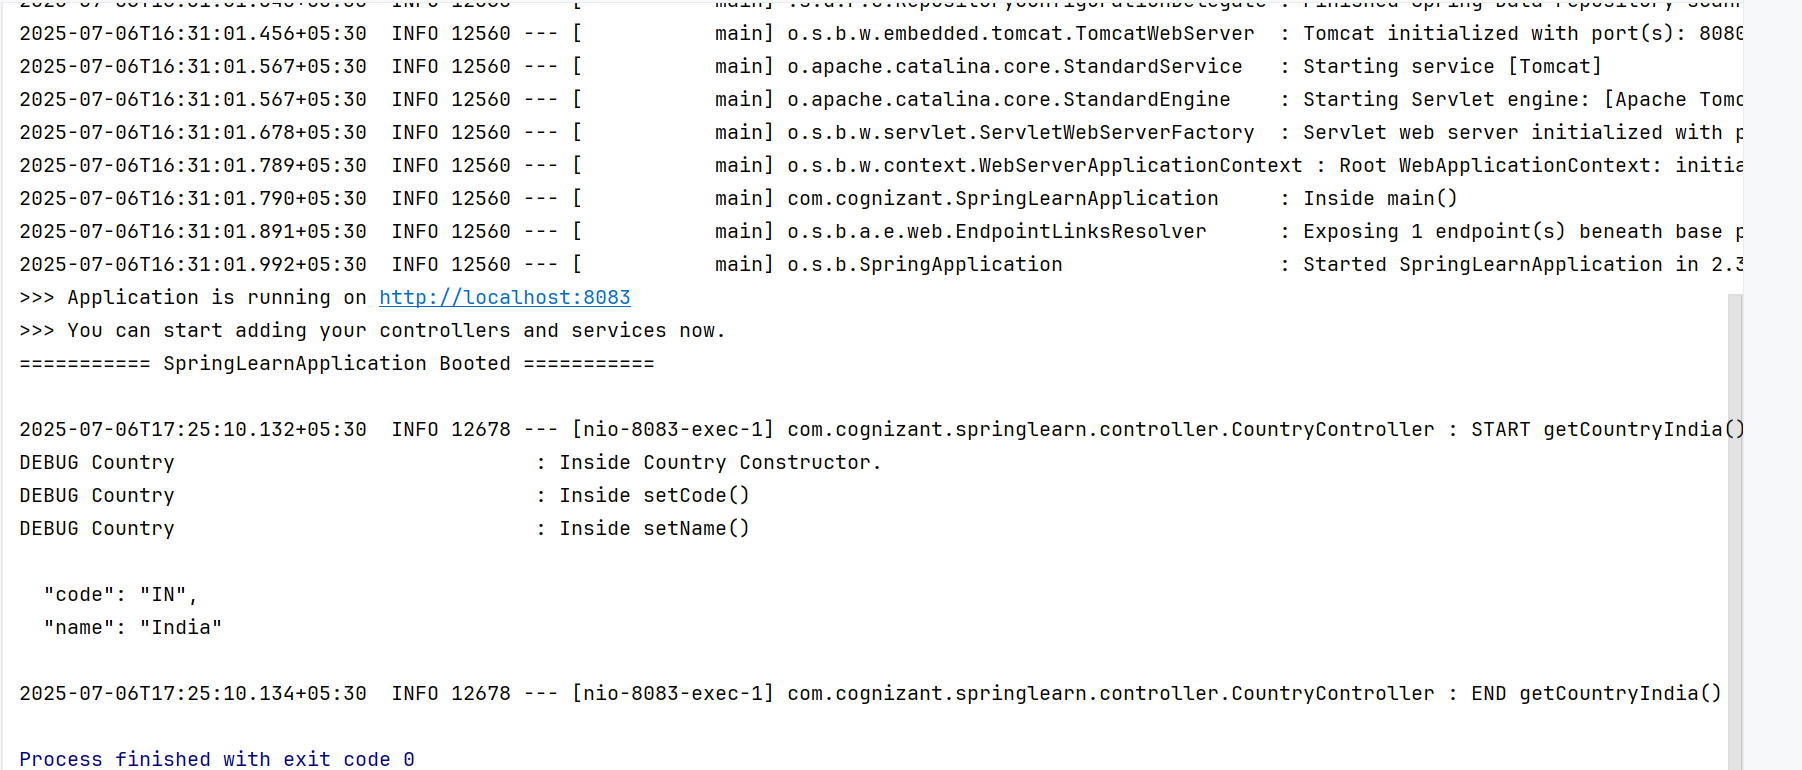 2025-07-06T16:31:01.456+05:30  INFO 12560 --- [           main] o.s.b.w.embedded.tomcat.TomcatWebServer  : Tomcat initialized with port(s): 8080
2025-07-06T16:31:01.567+05:30  INFO 12560 --- [           main] o.apache.catalina.core.StandardService   : Starting service [Tomcat]
2025-07-06T16:31:01.567+05:30  INFO 12560 --- [           main] o.apache.catalina.core.StandardEngine    : Starting Servlet engine: [Apache Tomc
2025-07-06T16:31:01.678+05:30  INFO 12560 --- [           main] o.s.b.w.servlet.ServletWebServerFactory  : Servlet web server initialized with p
2025-07-06T16:31:01.789+05:30  INFO 12560 --- [           main] o.s.b.w.context.WebServerApplicationContext : Root WebApplicationContext: initia
2025-07-06T16:31:01.790+05:30  INFO 12560 --- [           main] com.cognizant.SpringLearnApplication     : Inside main()
2025-07-06T16:31:01.891+05:30  INFO 12560 --- [           main] o.s.b.a.e.web.EndpointLinksResolver      : Exposing 1 endpoint(s) beneath base p
2025-07-06T16:31:01.992+05:30  INFO 12560 --- [           main] o.s.b.SpringApplication                  : Started SpringLearnApplication in 2.3
>>> Application is running on http://localhost:8083
>>> You can start adding your controllers and services now.
=========== SpringLearnApplication Booted ===========
2025-07-06T17:25:10.132+05:30  INFO 12678 --- [nio-8083-exec-1] com.cognizant.springlearn.controller.CountryController : START getCountryIndia()
DEBUG Country                              : Inside Country Constructor.
DEBUG Country                              : Inside setCode()
DEBUG Country                              : Inside setName()
  "code": "IN",
  "name": "India"
2025-07-06T17:25:10.134+05:30  INFO 12678 --- [nio-8083-exec-1] com.cognizant.springlearn.controller.CountryController : END getCountryIndia()
Process finished with exit code 0